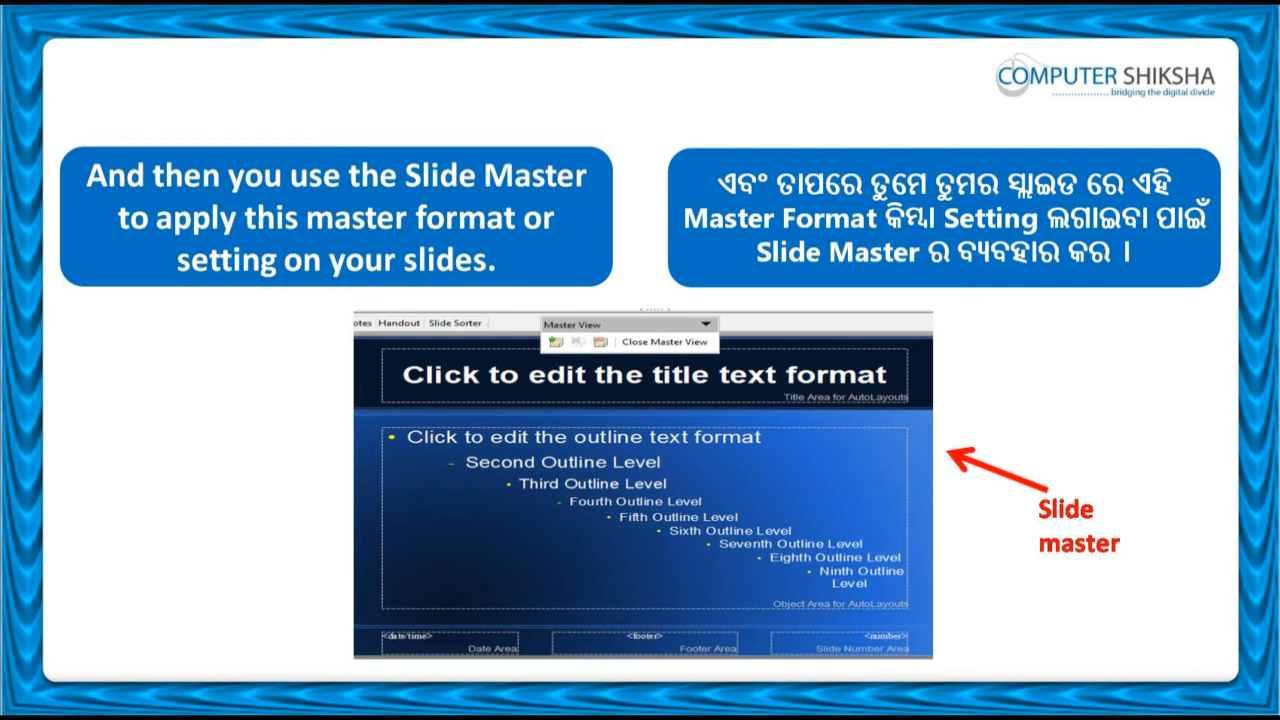 COMPUTER SHIKSHA
bridging the digital divide
And then you use the Slide Master
to apply this master format or
setting on your slides.
ଏବଂ ତାପରେ ତୁମେ ତୁମର ସ୍ଲାଇଡ ରେ ଏହି
Master Format କିମ୍ବା Setting ଲଗାଇବା ପାଇଁ
Slide Master ର ବ୍ୟବହାର କର ।
otes Handout Slide Sorter
Master View
Close Master View
Click to edit the title text format
Title Area for AutoLayouts
• Click to edit the outline text format
– Second Outline Level
• Third Outline Level
– Fourth Outline Level
• Fifth Outline Level
• Sixth Outline Level
• Seventh Outline Level
• Eighth Outline Level
• Ninth Outline
Level
Object Area for AutoLayouts
<date/time> <footer> <number>
Date Area Footer Area Slide Number Area
Slide
master